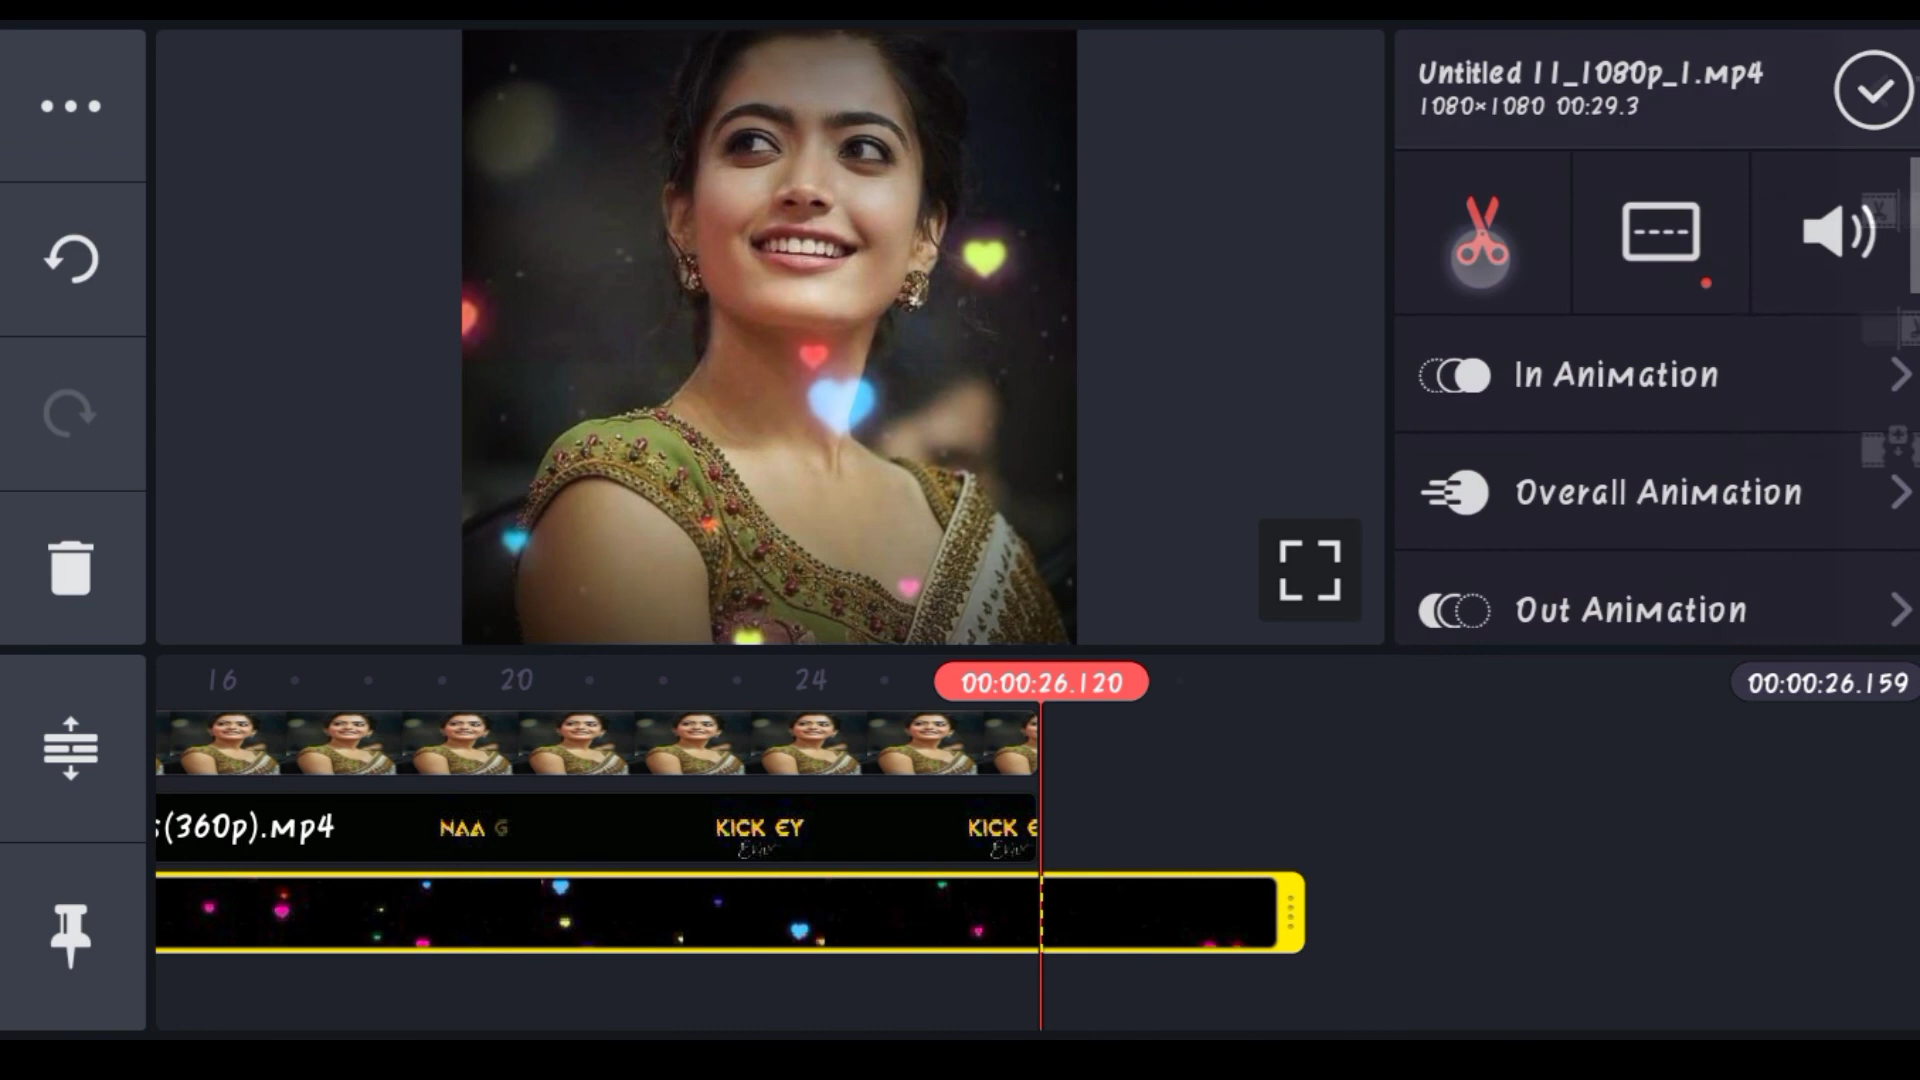 Untitled 11_1080p_1.mp4
1080×1080 00:29.3
In Animation
Overall Animation
Out Animation
16 20 24 00:00:26.120 00:00:26.159
(360p).mp4 NAA G KICK EY KICK E